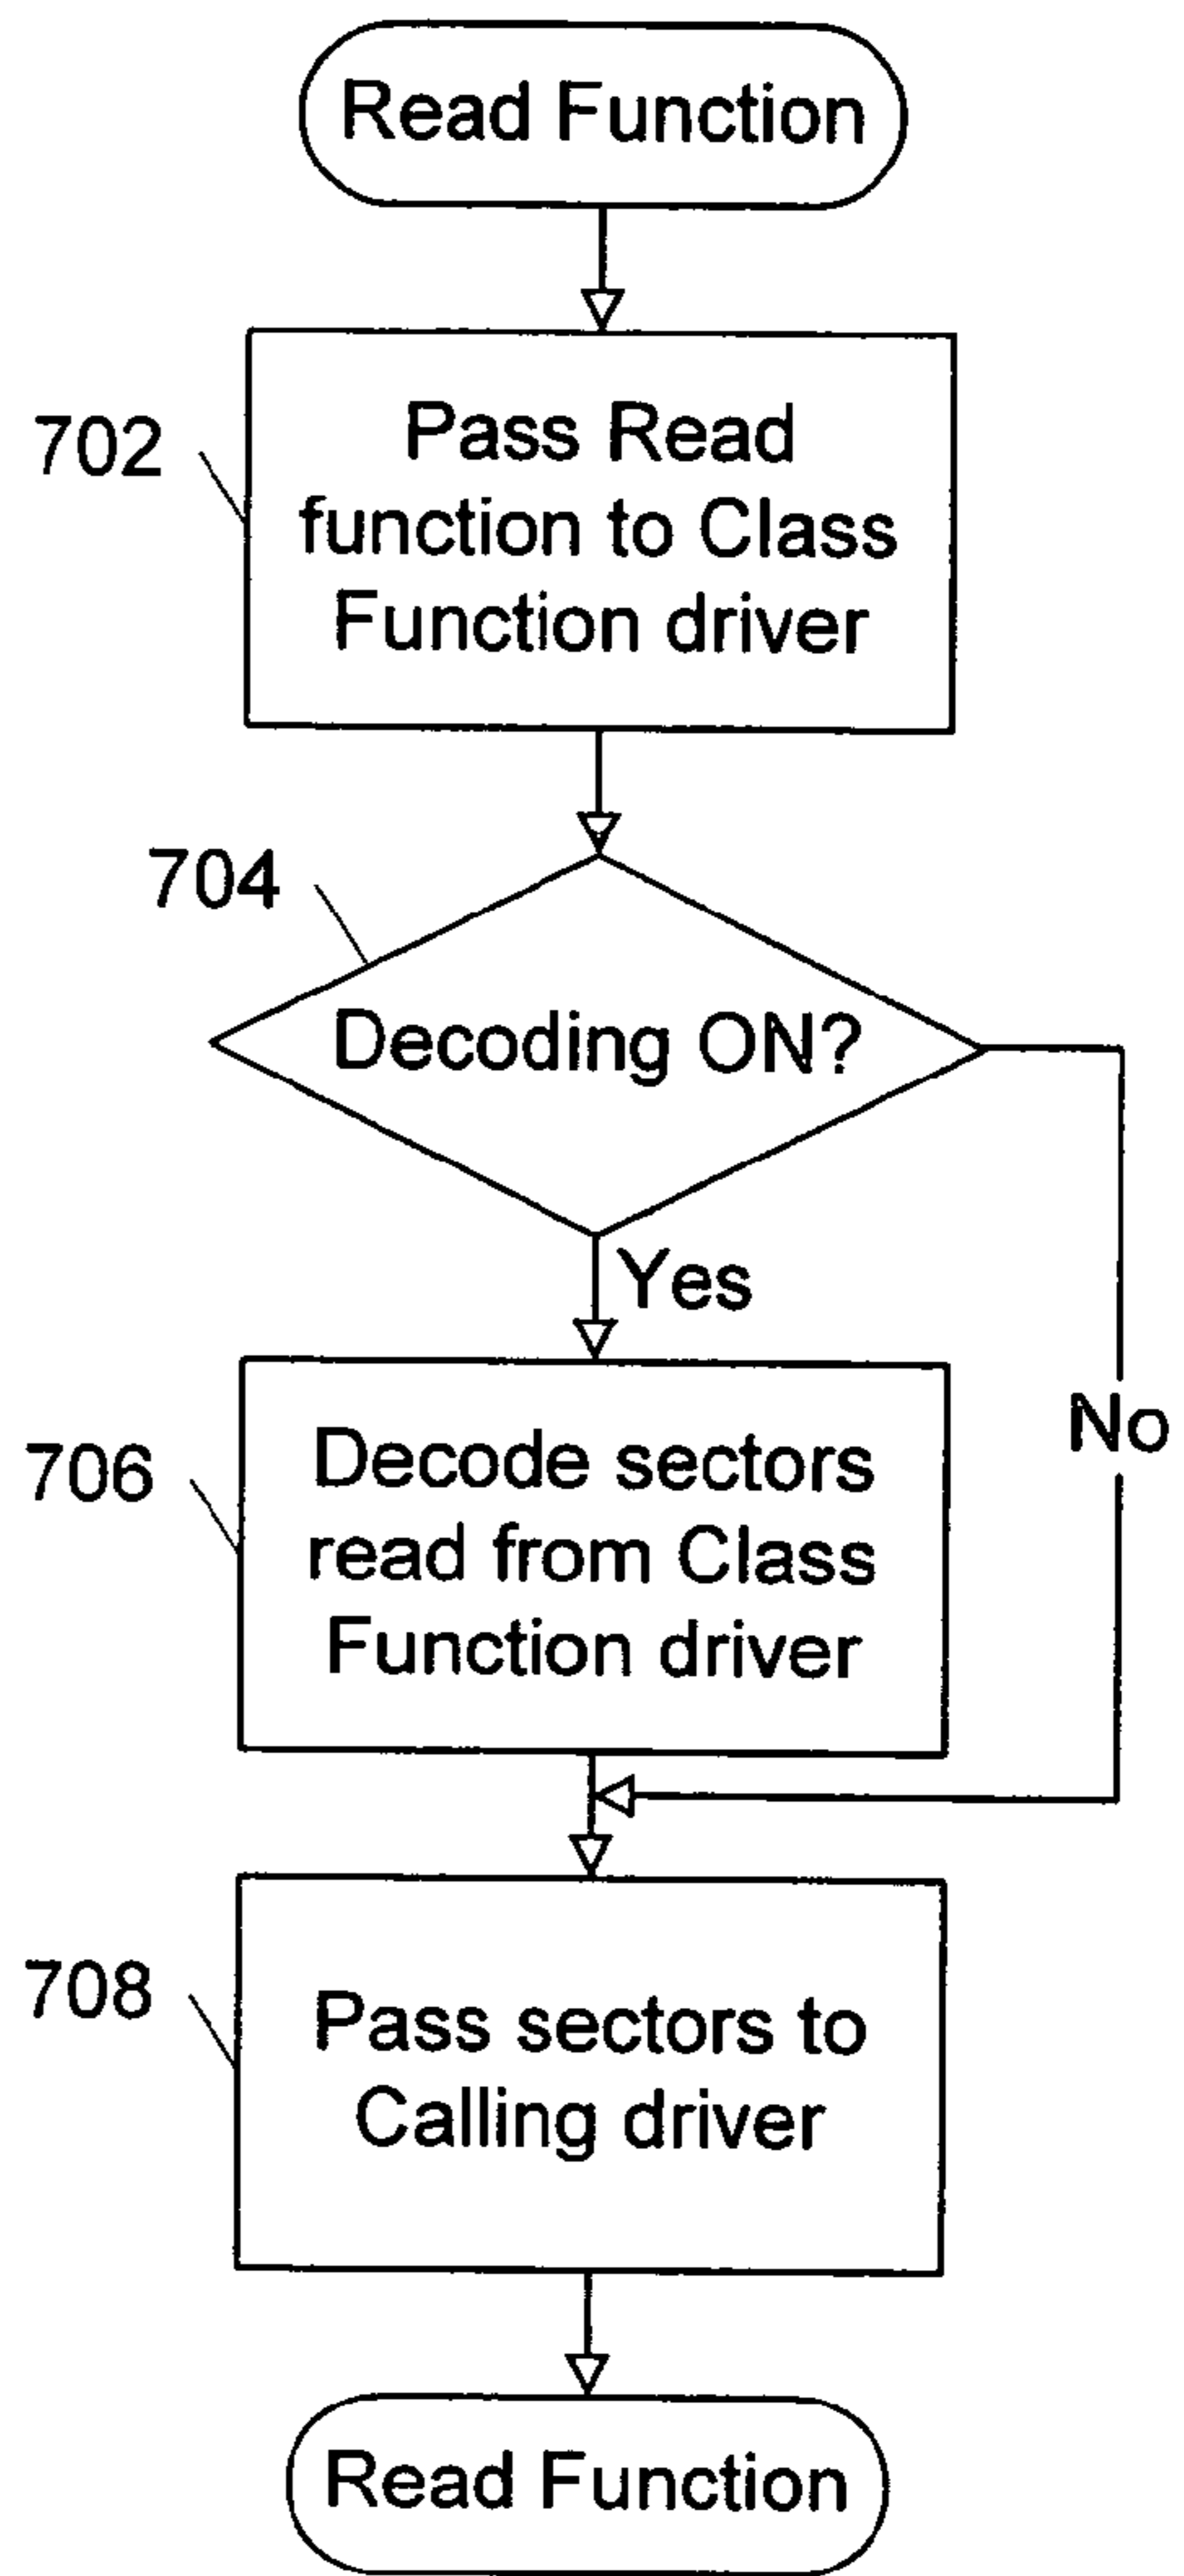 Read Function
702
Pass Read
function to Class
Function driver
704
Decoding ON?
Yes
No
706
Decode sectors
read from Class
Function driver
708
Pass sectors to
Calling driver
Read Function